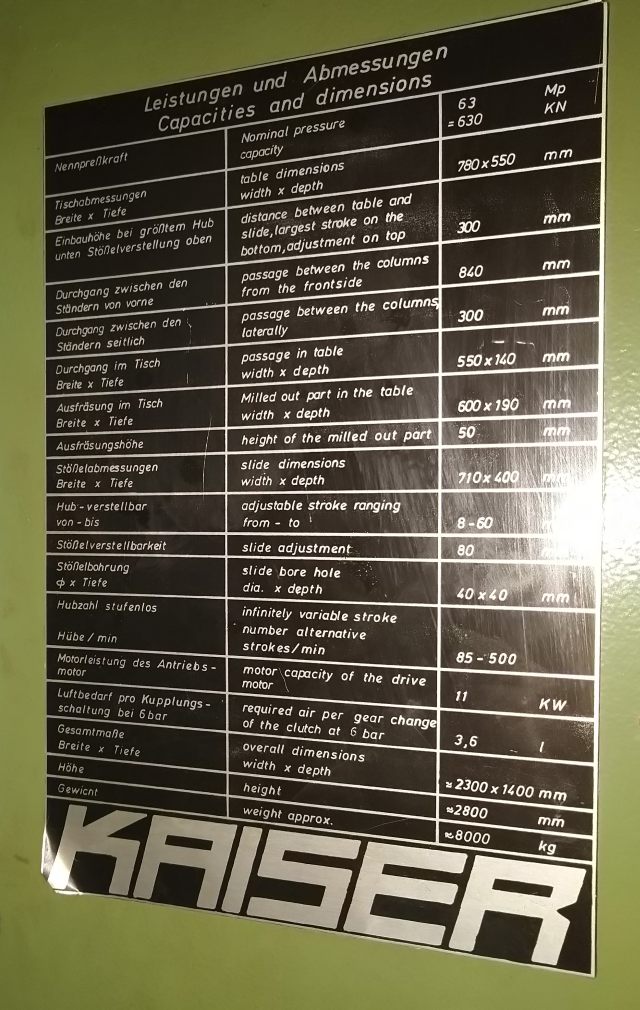 Leistungen und Abmessungen
Capacities and dimensions
Nennpreßkraft
Nominal pressure
capacity
63 Mp
=630 KN
Tischabmessungen
Breite x Tiefe
table dimensions
width x depth
780x550 mm
Einbauhöhe bei größtem Hub
unten Stößelverstellung oben
distance between table and
slide,largest stroke on the
bottom,adjustment on top
300 mm
Durchgang zwischen den
Ständern von vorne
passage between the columns
from the frontside
840 mm
Durchgang zwischen den
Ständern seitlich
passage between the columns,
laterally
300 mm
Durchgang im Tisch
Breite x Tiefe
passage in table
width x depth
550x140 mm
Ausfräsung im Tisch
Breite x Tiefe
Milled out part in the table
width x depth
600x190 mm
Ausfräsungshöhe
height of the milled out part
50 mm
Stößelabmessungen
Breite x Tiefe
slide dimensions
width x depth
710x400 mm
Hub-verstellbar
von - bis
adjustable stroke ranging
from - to
8-60
Stößelverstellbarkeit
slide adjustment
80
Stößelbohrung
ϕ x Tiefe
slide bore hole
dia. x depth
40x40 mm
Hubzahl stufenlos
Hübe / min
infinitely variable stroke
number alternative
strokes/min
85 - 500
Motorleistung des Antriebs-
motor
motor capacity of the drive
motor
11 KW
Luftbedarf pro Kupplungs-
schaltung bei 6 bar
required air per gear change
of the clutch at 6 bar
3,6 l
Gesamtmaße
Breite x Tiefe
overall dimensions
width x depth
≈2300x1400 mm
Höhe
height
≈2800 mm
Gewicht
weight approx.
≈8000 kg
KAISER